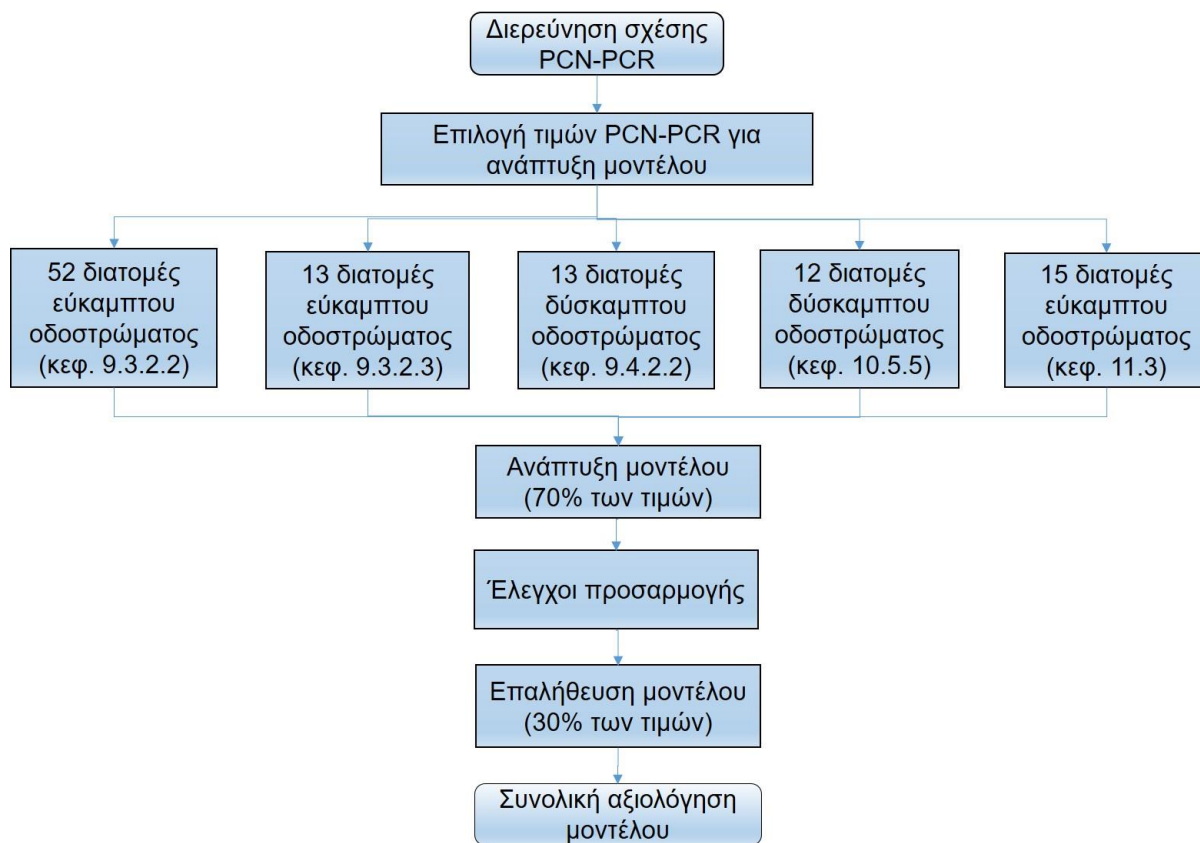 Διερεύνηση σχέσης
PCN-PCR
Επιλογή τιμών PCN-PCR για
ανάπτυξη μοντέλου
52 διατομές
εύκαμπτου
οδοστρώματος
(κεφ. 9.3.2.2)
13 διατομές
εύκαμπτου
οδοστρώματος
(κεφ. 9.3.2.3)
13 διατομές
δύσκαμπτου
οδοστρώματος
(κεφ. 9.4.2.2)
12 διατομές
δύσκαμπτου
οδοστρώματος
(κεφ. 10.5.5)
15 διατομές
εύκαμπτου
οδοστρώματος
(κεφ. 11.3)
Ανάπτυξη μοντέλου
(70% των τιμών)
Έλεγχοι προσαρμογής
Επαλήθευση μοντέλου
(30% των τιμών)
Συνολική αξιολόγηση
μοντέλου